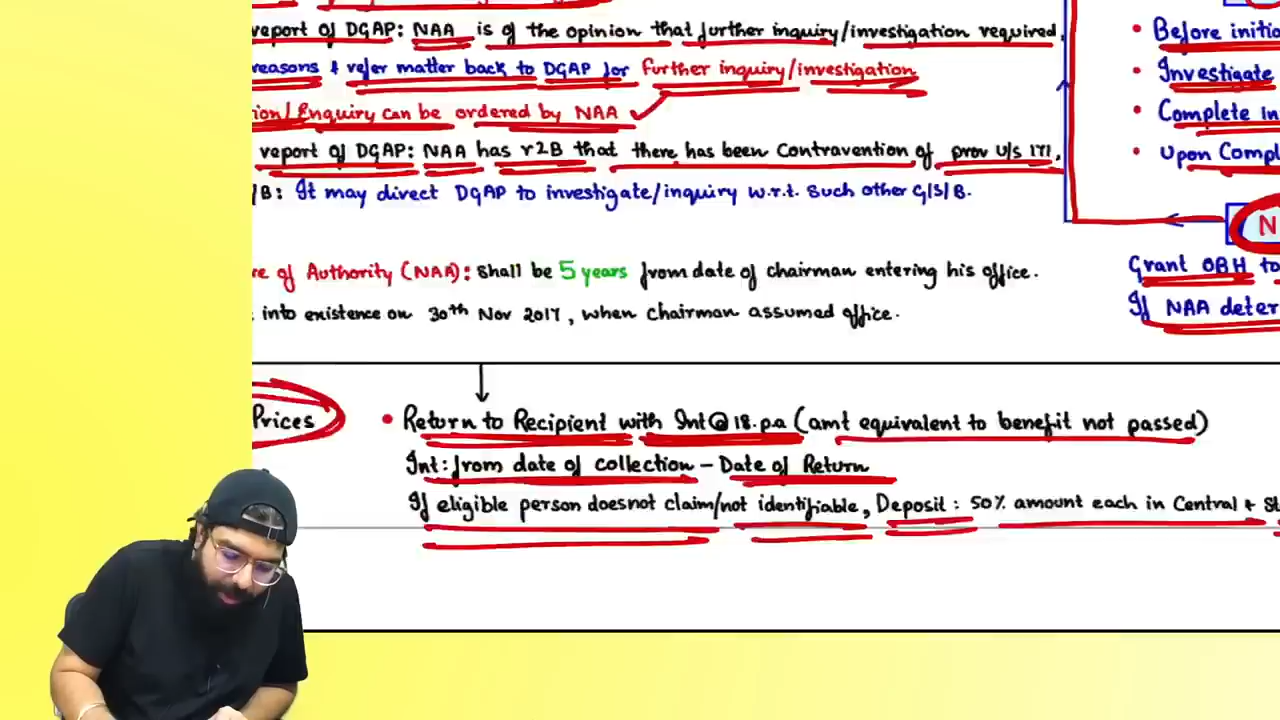 report of DGAP: NAA is of the opinion that further inquiry/investigation required.
reasons & refer matter back to DGAP for further inquiry/investigation
ion/Enquiry can be ordered by NAA
report of DGAP: NAA has r2B that there has been Contravention of prov U/s 171,
/B: It may direct DGAP to investigate/inquiry w.r.t. Such other G/S/B.
re of Authority (NAA): Shall be 5 years from date of chairman entering his office.
into existence on 30th Nov 2017, when chairman assumed office.
Prices
• Return to Recipient with Int@18.p.a (amt equivalent to benefit not passed)
Int: from date of collection - Date of Return
If eligible person doesnot claim/not identifiable, Deposit: 50% amount each in Central + St
• Before initi
• Investigate
• Complete in
• Upon Compl
N
Grant OBH to
If NAA deter